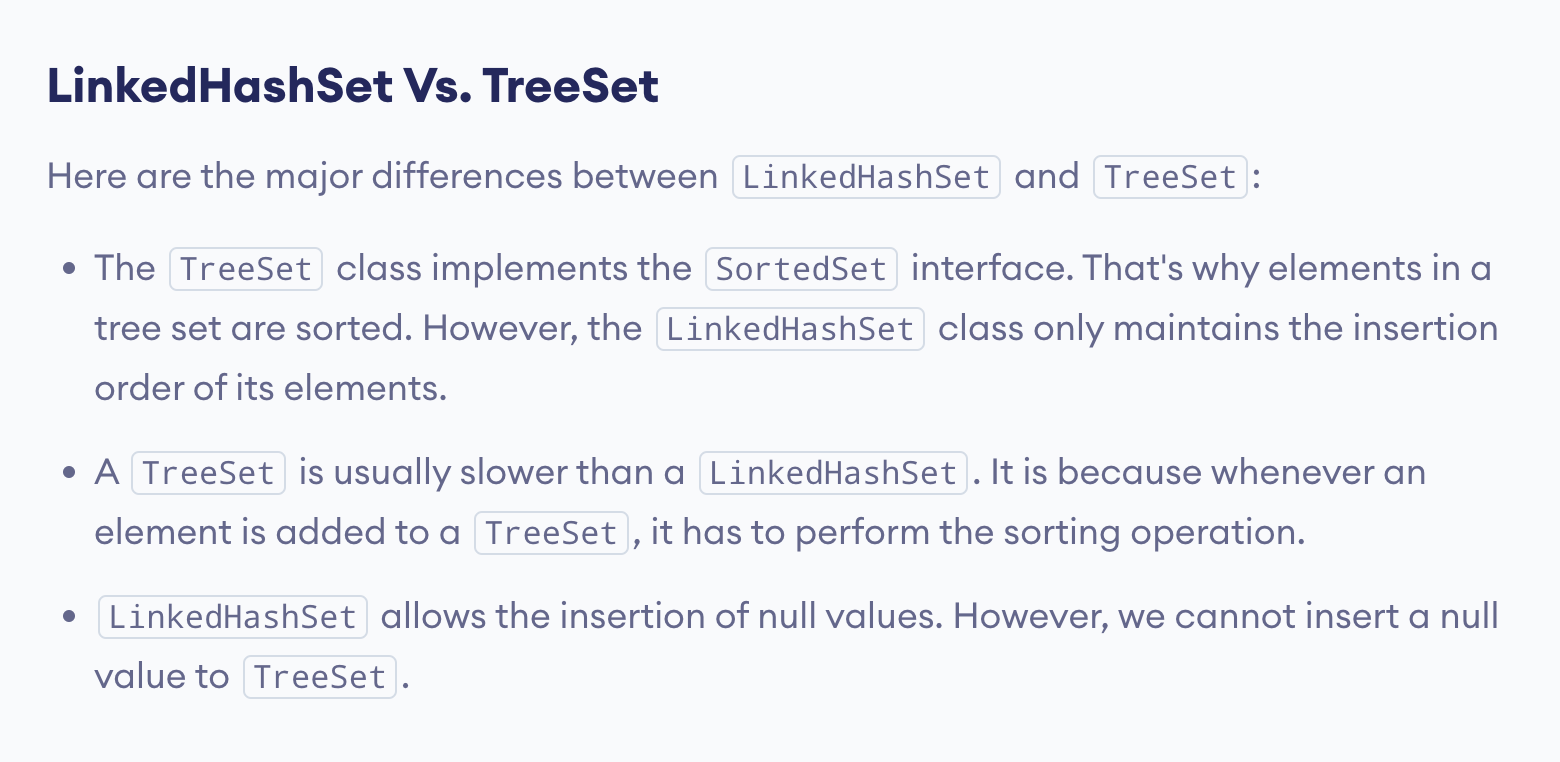 LinkedHashSet Vs. TreeSet
Here are the major differences between LinkedHashSet and TreeSet:
• The TreeSet class implements the SortedSet interface. That's why elements in a
tree set are sorted. However, the LinkedHashSet class only maintains the insertion
order of its elements.
• A TreeSet is usually slower than a LinkedHashSet. It is because whenever an
element is added to a TreeSet, it has to perform the sorting operation.
• LinkedHashSet allows the insertion of null values. However, we cannot insert a null
value to TreeSet.